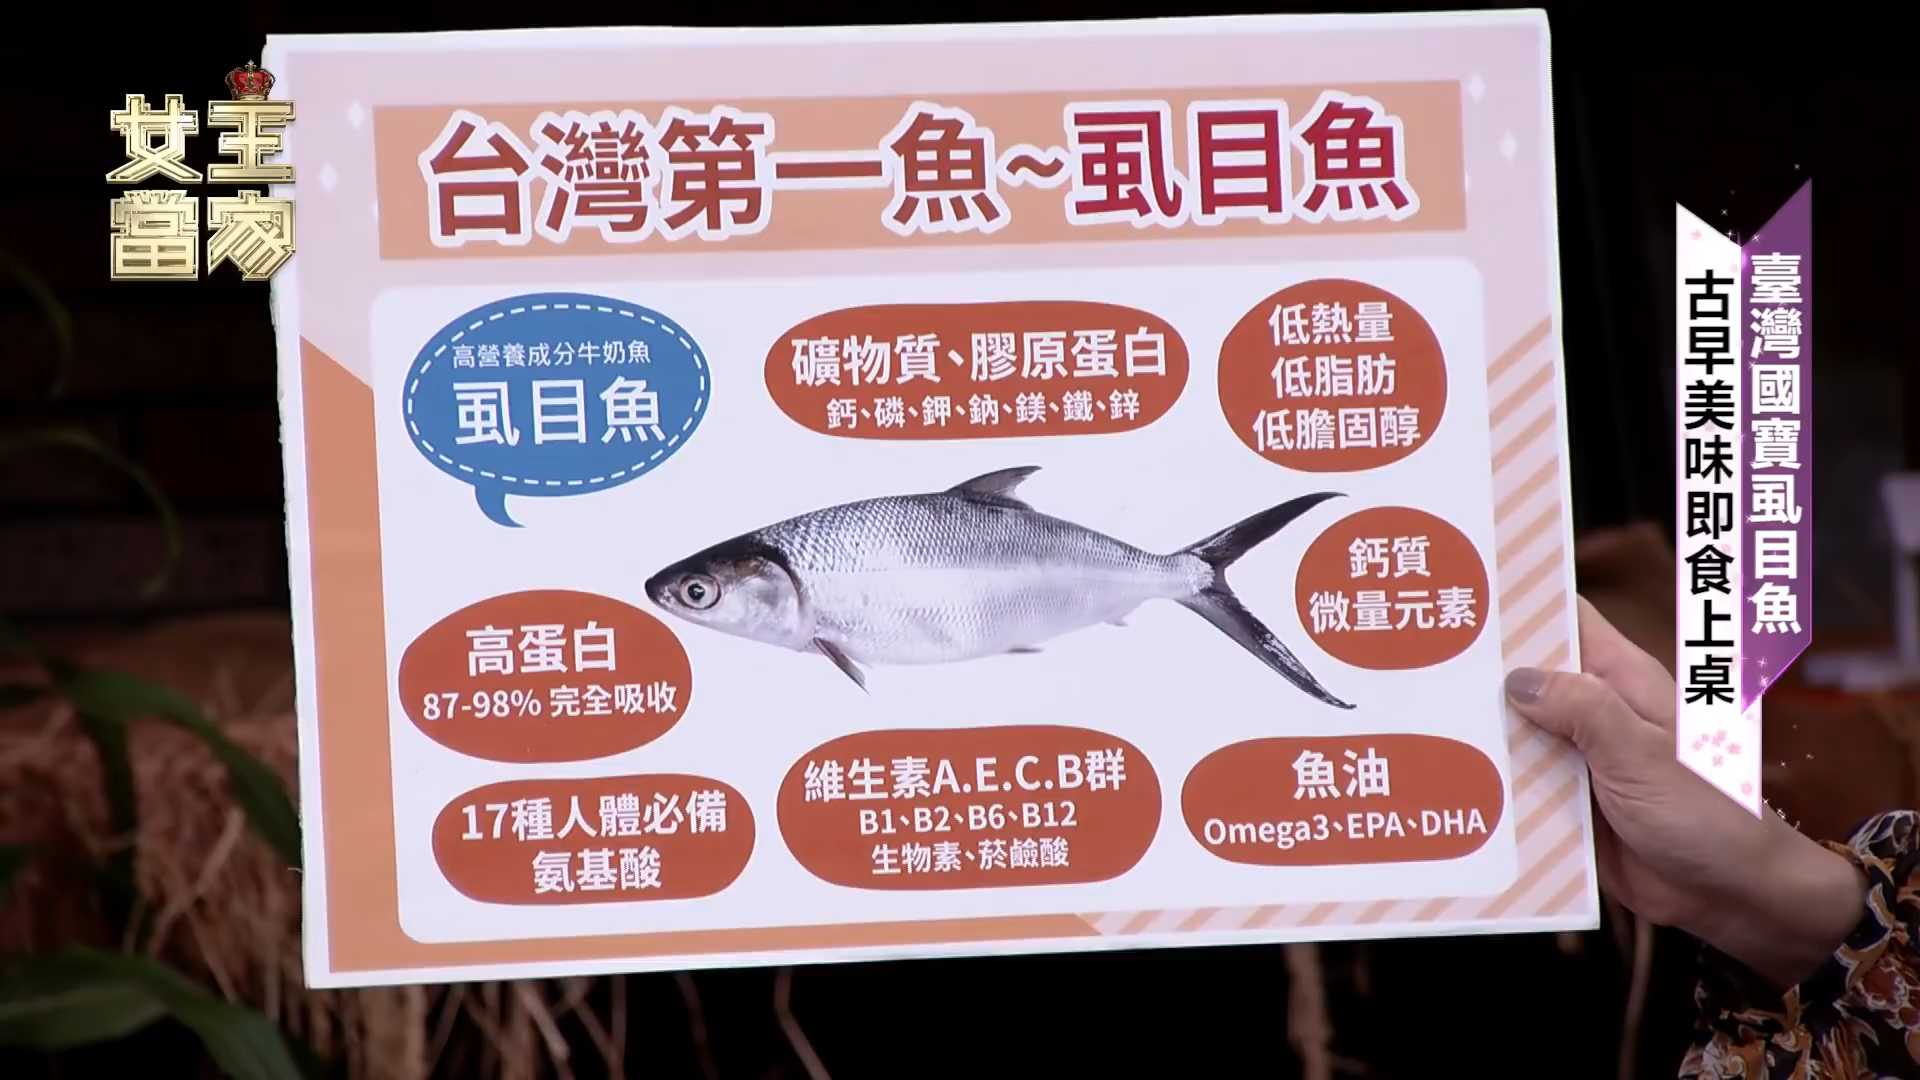 女王
當家
台灣第一魚~虱目魚
高營養成分牛奶魚
虱目魚
礦物質、膠原蛋白
鈣、磷、鉀、鈉、鎂、鐵、鋅
低熱量
低脂肪
低膽固醇
鈣質
微量元素
高蛋白
87-98% 完全吸收
17種人體必備
氨基酸
維生素A.E.C.B群
B1、B2、B6、B12
生物素、菸鹼酸
魚油
Omega3、EPA、DHA
臺灣國寶虱目魚
古早美味即食上桌